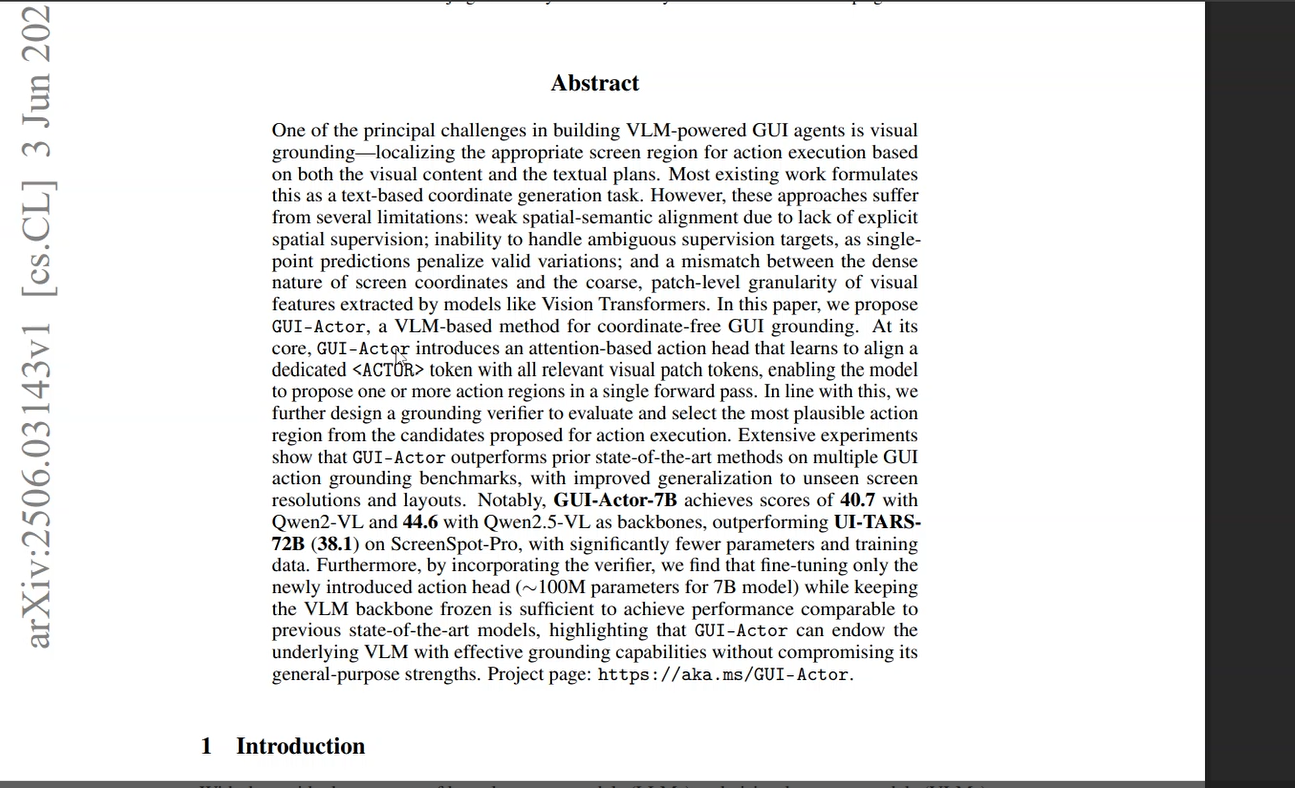 arXiv:2506.03143v1 [cs.CL] 3 Jun 202
Abstract
One of the principal challenges in building VLM-powered GUI agents is visual
grounding—localizing the appropriate screen region for action execution based
on both the visual content and the textual plans. Most existing work formulates
this as a text-based coordinate generation task. However, these approaches suffer
from several limitations: weak spatial-semantic alignment due to lack of explicit
spatial supervision; inability to handle ambiguous supervision targets, as single-
point predictions penalize valid variations; and a mismatch between the dense
nature of screen coordinates and the coarse, patch-level granularity of visual
features extracted by models like Vision Transformers. In this paper, we propose
GUI-Actor, a VLM-based method for coordinate-free GUI grounding. At its
core, GUI-Actor introduces an attention-based action head that learns to align a
dedicated <ACTOR> token with all relevant visual patch tokens, enabling the model
to propose one or more action regions in a single forward pass. In line with this, we
further design a grounding verifier to evaluate and select the most plausible action
region from the candidates proposed for action execution. Extensive experiments
show that GUI-Actor outperforms prior state-of-the-art methods on multiple GUI
action grounding benchmarks, with improved generalization to unseen screen
resolutions and layouts. Notably, GUI-Actor-7B achieves scores of 40.7 with
Qwen2-VL and 44.6 with Qwen2.5-VL as backbones, outperforming UI-TARS-
72B (38.1) on ScreenSpot-Pro, with significantly fewer parameters and training
data. Furthermore, by incorporating the verifier, we find that fine-tuning only the
newly introduced action head (~100M parameters for 7B model) while keeping
the VLM backbone frozen is sufficient to achieve performance comparable to
previous state-of-the-art models, highlighting that GUI-Actor can endow the
underlying VLM with effective grounding capabilities without compromising its
general-purpose strengths. Project page: https://aka.ms/GUI-Actor.
1 Introduction